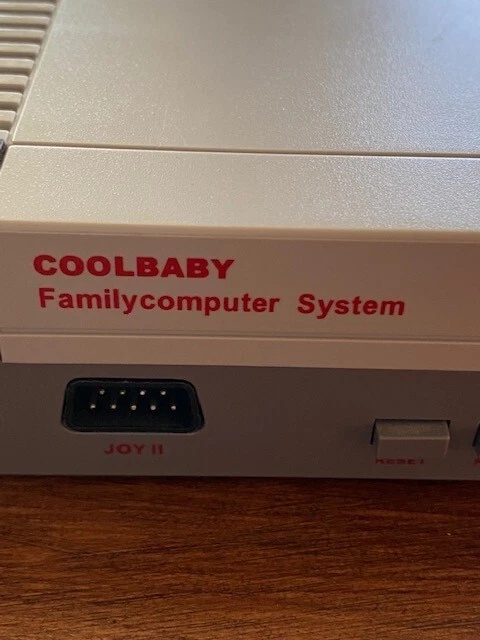 COOLBABY
Familycomputer System
JOY II
RESET